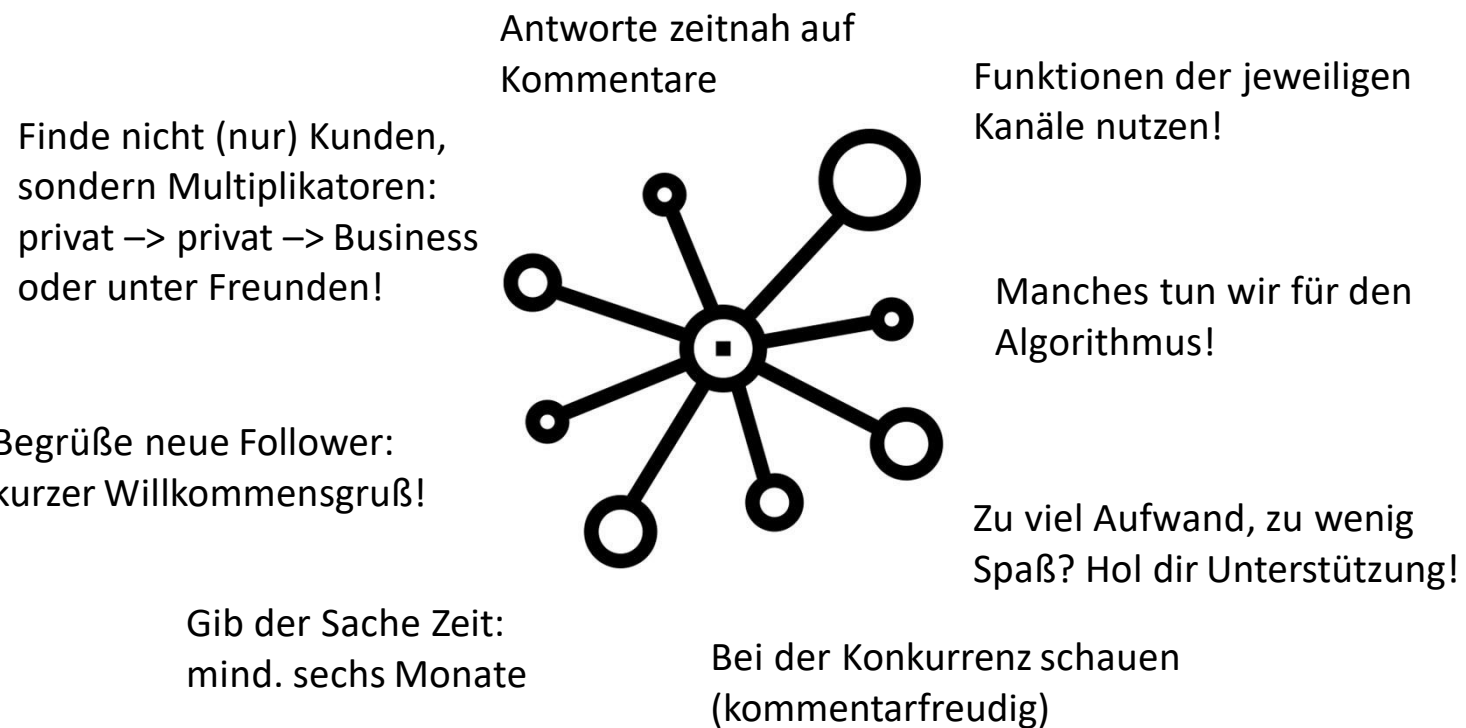 Antworte zeitnah auf
Kommentare
Funktionen der jeweiligen
Kanäle nutzen!
Finde nicht (nur) Kunden,
sondern Multiplikatoren:
privat –> privat –> Business
oder unter Freunden!
Manches tun wir für den
Algorithmus!
Begrüße neue Follower:
kurzer Willkommensgruß!
Zu viel Aufwand, zu wenig
Spaß? Hol dir Unterstützung!
Gib der Sache Zeit:
mind. sechs Monate
Bei der Konkurrenz schauen
(kommentarfreudig)